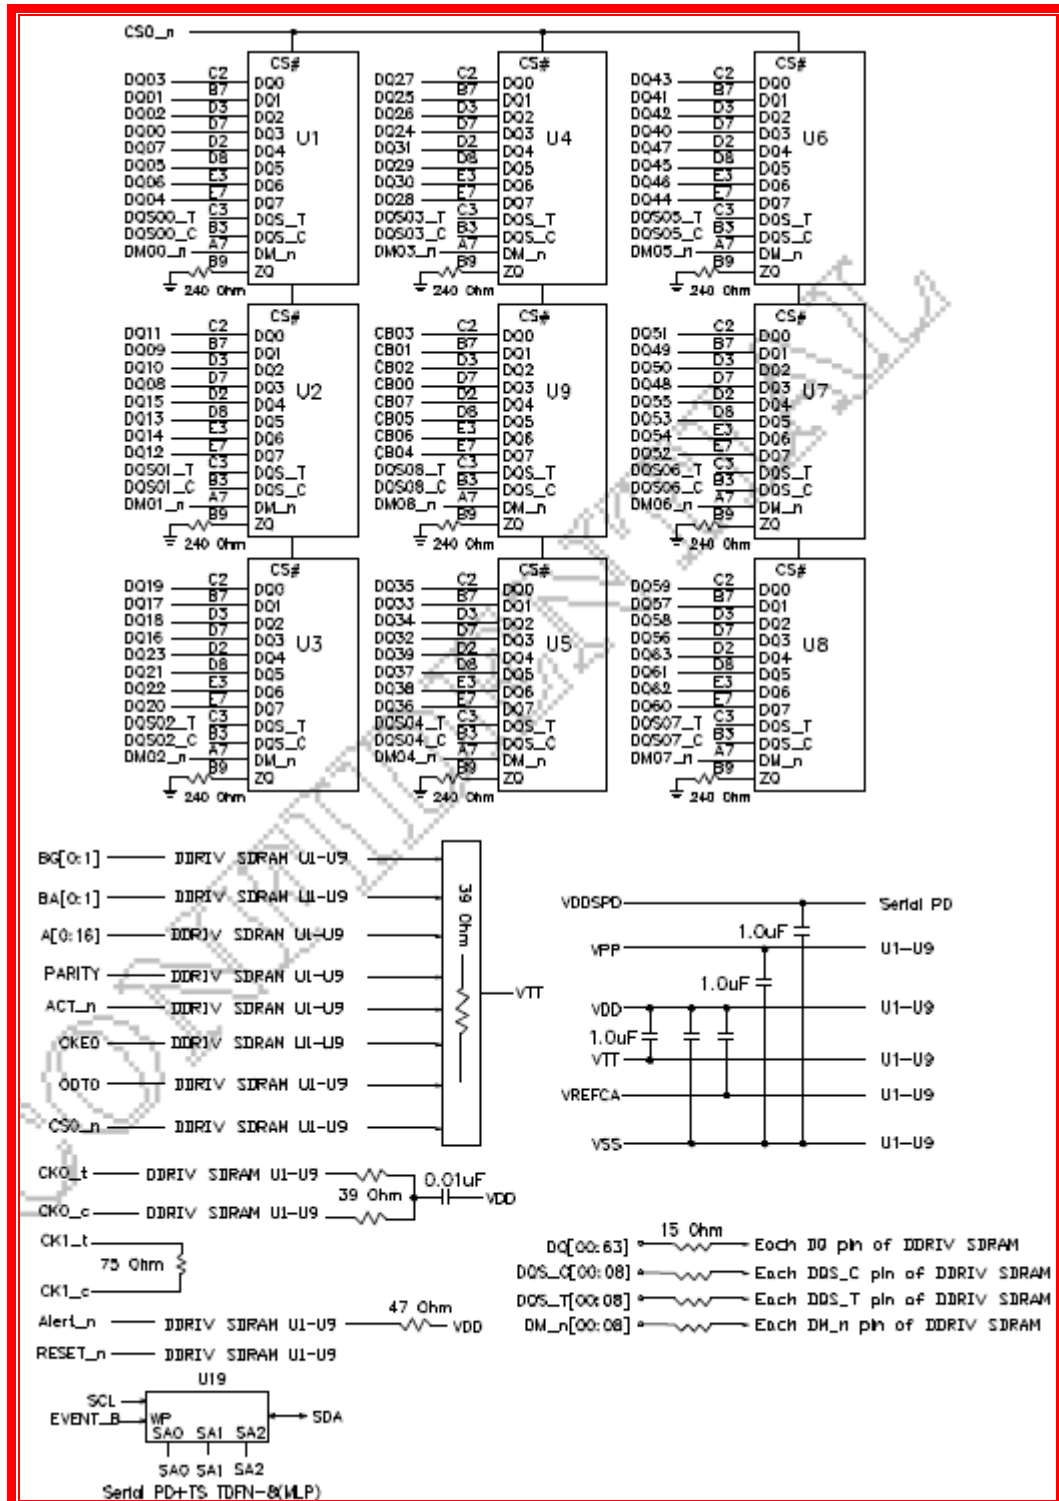 CS0_n
CS#
DQ03 C2 DQ0
DQ01 B7 DQ1
DQ02 D3 DQ2
DQ00 D7 DQ3
DQ07 D2 DQ4
DQ05 D8 DQ5
DQ06 E3 DQ6
DQ04 E7 DQ7
DQS00_T C3 DQS_T
DQS00_C B3 DQS_C
DM00_n A7 DM_n
B9 ZQ
240 Ohm
U1
CS#
DQ27 C2 DQ0
DQ25 B7 DQ1
DQ26 D3 DQ2
DQ24 D7 DQ3
DQ31 D2 DQ4
DQ29 D8 DQ5
DQ30 E3 DQ6
DQ28 E7 DQ7
DQS03_T C3 DQS_T
DQS03_C B3 DQS_C
DM03_n A7 DM_n
B9 ZQ
240 Ohm
U4
CS#
DQ43 C2 DQ0
DQ41 B7 DQ1
DQ42 D3 DQ2
DQ40 D7 DQ3
DQ47 D2 DQ4
DQ45 D8 DQ5
DQ46 E3 DQ6
DQ44 E7 DQ7
DQS05_T C3 DQS_T
DQS05_C B3 DQS_C
DM05_n A7 DM_n
B9 ZQ
240 Ohm
U6
CS#
DQ11 C2 DQ0
DQ09 B7 DQ1
DQ10 D3 DQ2
DQ08 D7 DQ3
DQ15 D2 DQ4
DQ13 D8 DQ5
DQ14 E3 DQ6
DQ12 E7 DQ7
DQS01_T C3 DQS_T
DQS01_C B3 DQS_C
DM01_n A7 DM_n
B9 ZQ
240 Ohm
U2
CS#
CB03 C2 DQ0
CB01 B7 DQ1
CB02 D3 DQ2
CB00 D7 DQ3
CB07 D2 DQ4
CB05 D8 DQ5
CB06 E3 DQ6
CB04 E7 DQ7
DQS08_T C3 DQS_T
DQS08_C B3 DQS_C
DM08_n A7 DM_n
B9 ZQ
240 Ohm
U9
CS#
DQ51 C2 DQ0
DQ49 B7 DQ1
DQ50 D3 DQ2
DQ48 D7 DQ3
DQ55 D2 DQ4
DQ53 D8 DQ5
DQ54 E3 DQ6
DQ52 E7 DQ7
DQS06_T C3 DQS_T
DQS06_C B3 DQS_C
DM06_n A7 DM_n
B9 ZQ
240 Ohm
U7
CS#
DQ19 C2 DQ0
DQ17 B7 DQ1
DQ18 D3 DQ2
DQ16 D7 DQ3
DQ23 D2 DQ4
DQ21 D8 DQ5
DQ22 E3 DQ6
DQ20 E7 DQ7
DQS02_T C3 DQS_T
DQS02_C B3 DQS_C
DM02_n A7 DM_n
B9 ZQ
240 Ohm
U3
CS#
DQ35 C2 DQ0
DQ33 B7 DQ1
DQ34 D3 DQ2
DQ32 D7 DQ3
DQ39 D2 DQ4
DQ37 D8 DQ5
DQ38 E3 DQ6
DQ36 E7 DQ7
DQS04_T C3 DQS_T
DQS04_C B3 DQS_C
DM04_n A7 DM_n
B9 ZQ
240 Ohm
U5
CS#
DQ59 C2 DQ0
DQ57 B7 DQ1
DQ58 D3 DQ2
DQ56 D7 DQ3
DQ63 D2 DQ4
DQ61 D8 DQ5
DQ62 E3 DQ6
DQ60 E7 DQ7
DQS07_T C3 DQS_T
DQS07_C B3 DQS_C
DM07_n A7 DM_n
B9 ZQ
240 Ohm
U8
BG[0:1] DDRIV SDRAM U1-U9
BA[0:1] DDRIV SDRAM U1-U9
A[0:16] DDRIV SDRAM U1-U9
PARITY DDRIV SDRAM U1-U9
ACT_n DDRIV SDRAM U1-U9
CKE0 DDRIV SDRAM U1-U9
ODT0 DDRIV SDRAM U1-U9
CS0_n DDRIV SDRAM U1-U9
39 Ohm
VTT
VDDSPD Serial PD
1.0uF
VPP U1-U9
1.0uF
VDD U1-U9
1.0uF
VTT U1-U9
VREFCA U1-U9
VSS U1-U9
CK0_t DDRIV SDRAM U1-U9
39 Ohm 0.01uF VDD
CK0_c DDRIV SDRAM U1-U9
CK1_t
75 Ohm
CK1_c
Alert_n DDRIV SDRAM U1-U9 47 Ohm VDD
RESET_n DDRIV SDRAM U1-U9
15 Ohm
DQ[00:63] Each DQ pin of DDRIV SDRAM
DQS_C[00:08] Each DQS_C pin of DDRIV SDRAM
DQS_T[00:08] Each DQS_T pin of DDRIV SDRAM
DM_n[00:08] Each DM_n pin of DDRIV SDRAM
U19
SCL
EVENT_B WP SDA
SA0 SA1 SA2
SA0 SA1 SA2
Serial PD+TS TDFN-8(MLP)
CONFIDENTIAL